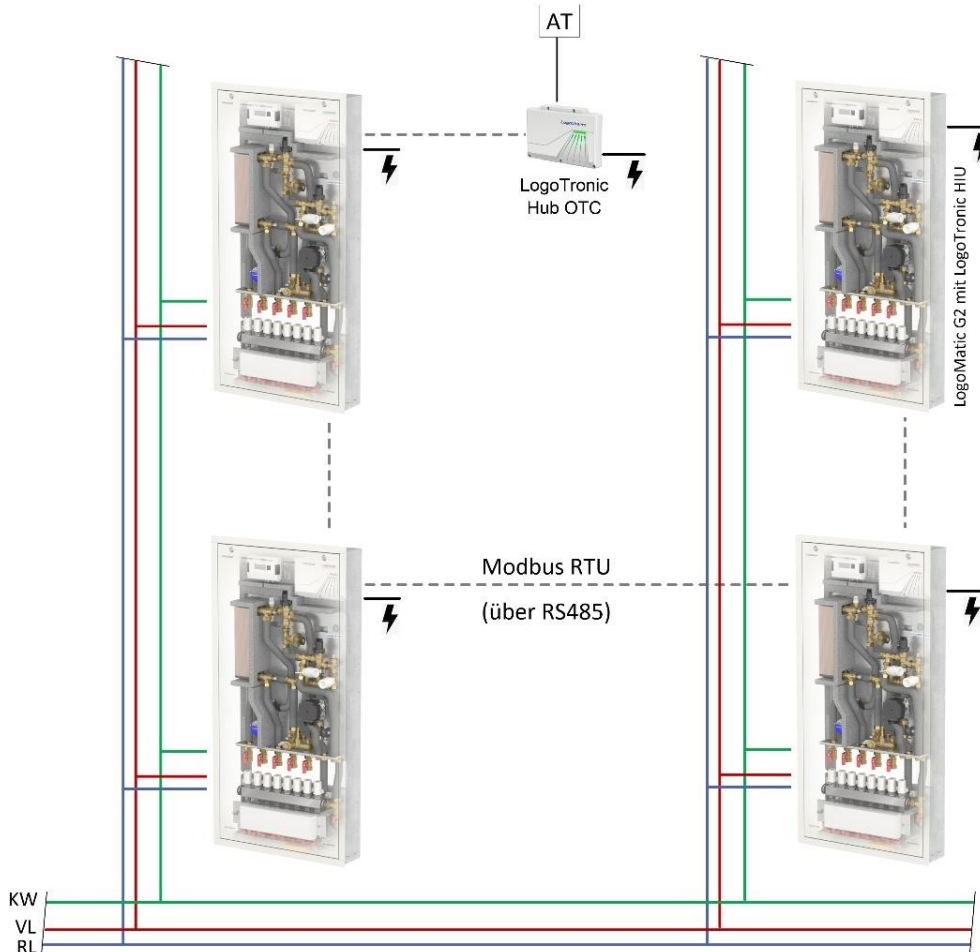 AT
LogoTronic
Hub OTC
LogoMatic G2 mit LogoTronic HIU
Modbus RTU
(über RS485)
KW
VL
RL